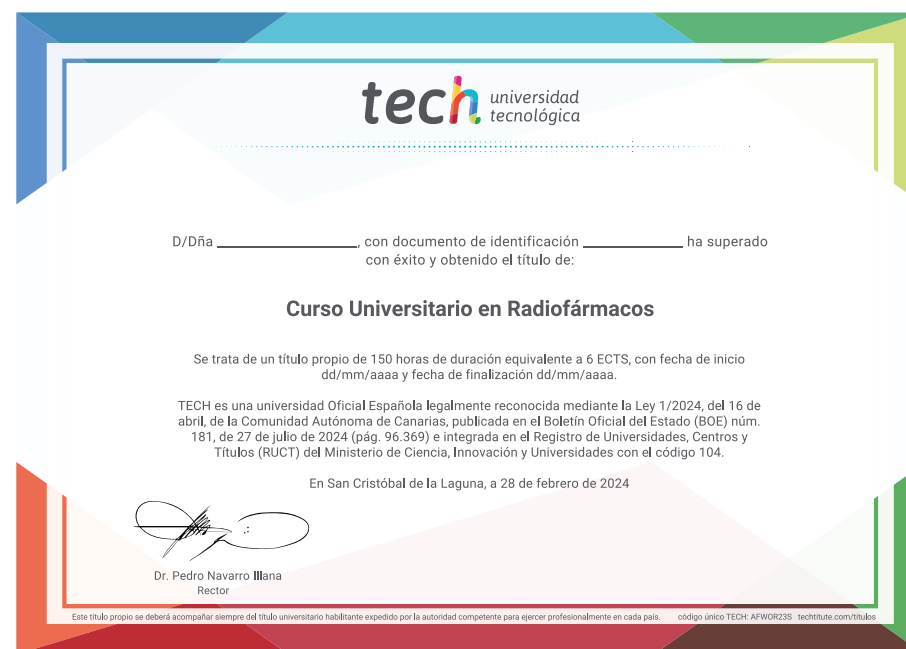 tech universidad
tecnológica
D/Dña ____________, con documento de identificación ____________ ha superado
con éxito y obtenido el título de:
Curso Universitario en Radiofármacos
Se trata de un título propio de 150 horas de duración equivalente a 6 ECTS, con fecha de inicio
dd/mm/aaaa y fecha de finalización dd/mm/aaaa.
TECH es una universidad Oficial Española legalmente reconocida mediante la Ley 1/2024, del 16 de
abril, de la Comunidad Autónoma de Canarias, publicada en el Boletín Oficial del Estado (BOE) núm.
181, de 27 de julio de 2024 (pág. 96.369) e integrada en el Registro de Universidades, Centros y
Títulos (RUCT) del Ministerio de Ciencia, Innovación y Universidades con el código 104.
En San Cristóbal de la Laguna, a 28 de febrero de 2024
Dr. Pedro Navarro Illana
Rector
Este título propio se deberá acompañar siempre del título universitario habilitante expedido por la autoridad competente para ejercer profesionalmente en cada país. código único TECH: AFWOR23S techtitute.com/titulos